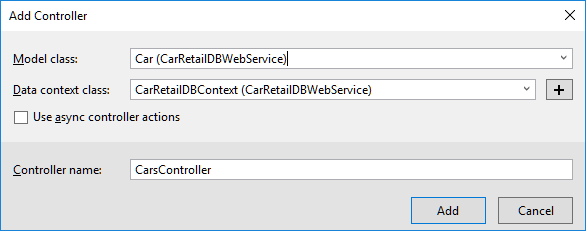 Add Controller
Model class: Car (CarRetailDBWebService)
Data context class: CarRetailDBContext (CarRetailDBWebService) +
Use async controller actions
Controller name: CarsController
Add Cancel